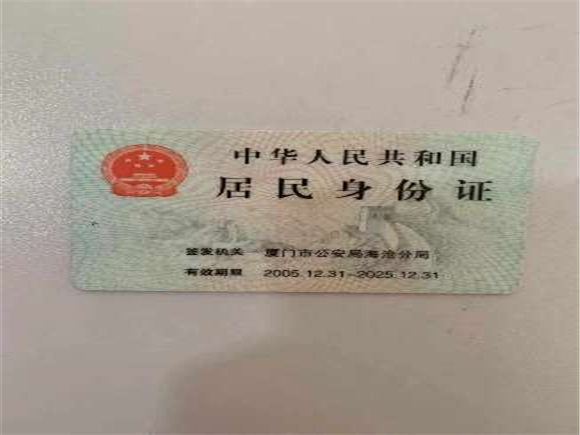 中华人民共和国
居民身份证
签发机关 厦门市公安局海沧分局
有效期限 2005.12.31-2025.12.31